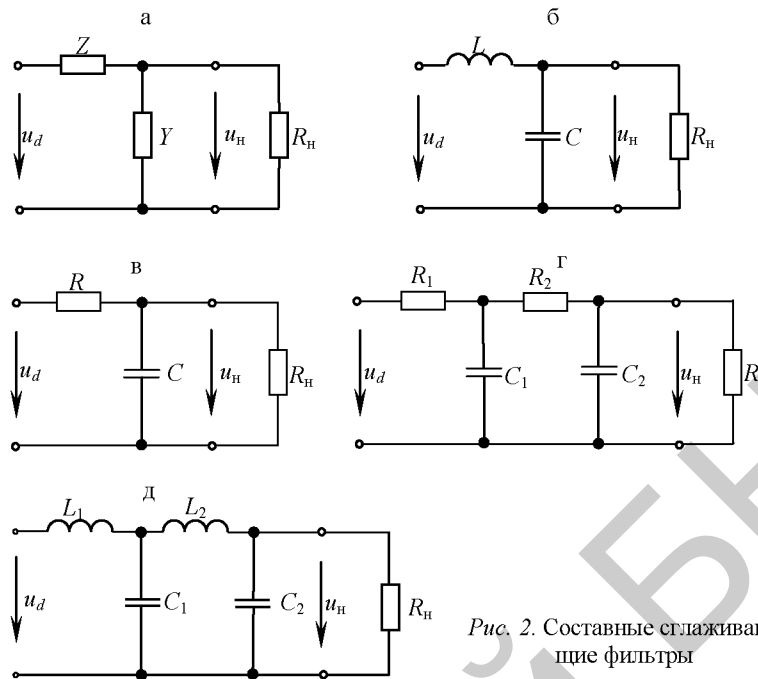 а
Z
u_d
Y
u_н
R_н
б
L
u_d
C
u_н
R_н
в
R
u_d
C
u_н
R_н
г
R_1
R_2
u_d
C_1
C_2
u_н
R
д
L_1
L_2
u_d
C_1
C_2
u_н
R_н
Рис. 2. Составные сглаживаю
щие фильтры